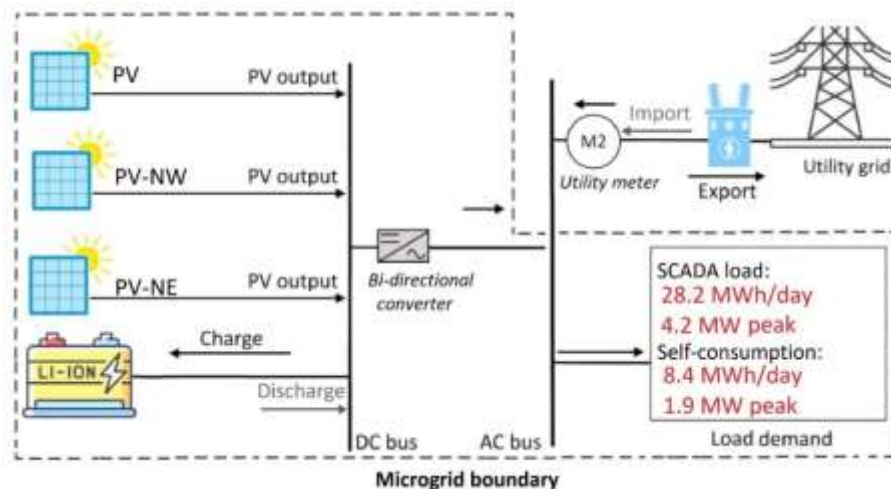 PV
PV output
PV-NW
PV output
PV-NE
PV output
LI-ION
Charge
Discharge
Bi-directional
converter
DC bus
AC bus
Import
M2
Utility meter
Export
Utility grid
SCADA load:
28.2 MWh/day
4.2 MW peak
Self-consumption:
8.4 MWh/day
1.9 MW peak
Load demand
Microgrid boundary